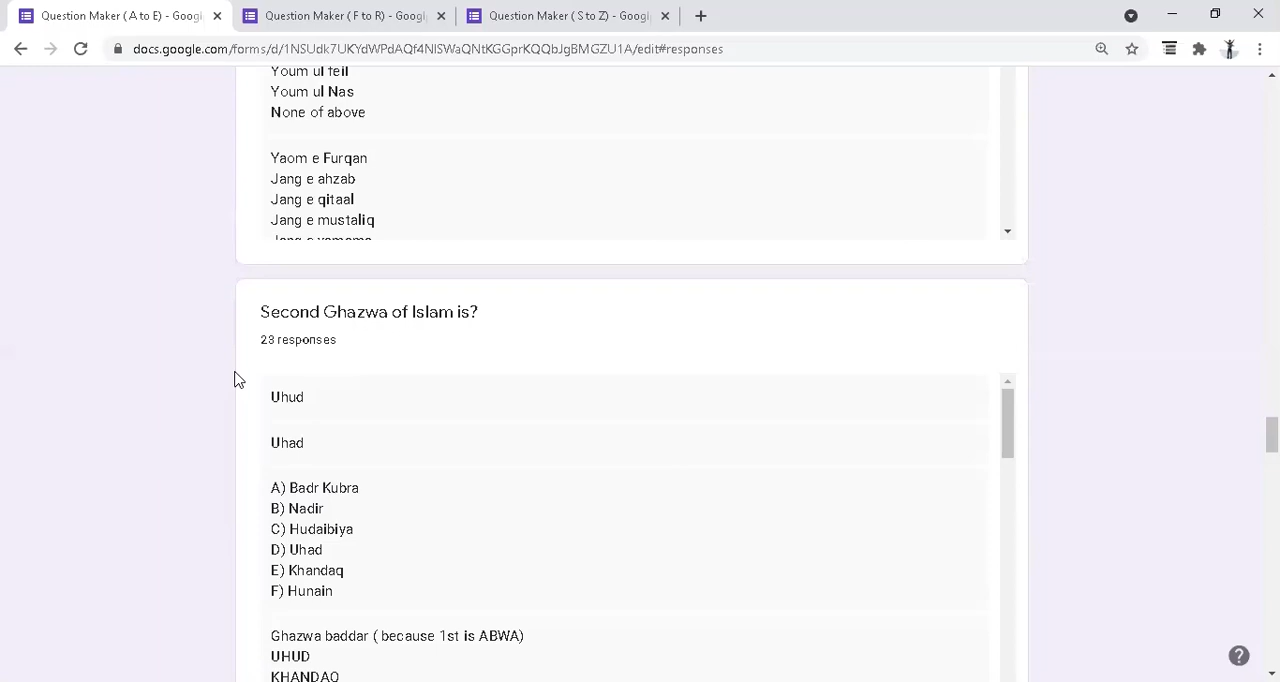 Question Maker ( A to E) - Googl
Question Maker ( F to R) - Googl
Question Maker ( S to Z) - Googl
docs.google.com/forms/d/1NSUdk7UKYdWPdAQf4NlSWaQNtKGGprKQQbJgBMGZU1A/edit#responses
Youm ul feil
Youm ul Nas
None of above
Yaom e Furqan
Jang e ahzab
Jang e qitaal
Jang e mustaliq
Jang e yamama
Second Ghazwa of Islam is?
23 responses
Uhud
Uhad
A) Badr Kubra
B) Nadir
C) Hudaibiya
D) Uhad
E) Khandaq
F) Hunain
Ghazwa baddar ( because 1st is ABWA)
UHUD
KHANDAQ